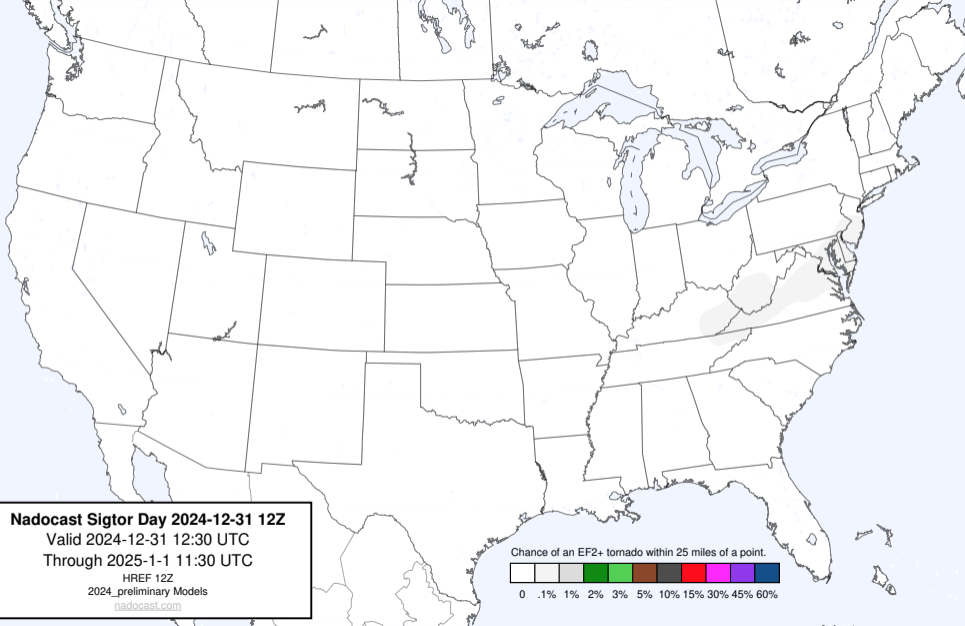 Nadocast Sigtor Day 2024-12-31 12Z
Valid 2024-12-31 12:30 UTC
Through 2025-1-1 11:30 UTC
HREF 12Z
2024_preliminary Models
nadocast.com
Chance of an EF2+ tornado within 25 miles of a point.
0 .1% 1% 2% 3% 5% 10% 15% 30% 45% 60%